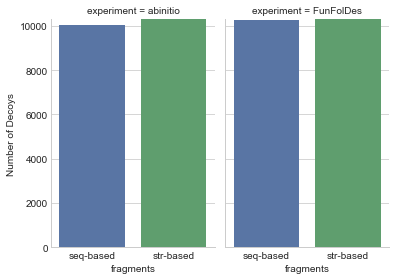 experiment = abinitio
experiment = FunFolDes
10000
8000
6000
4000
2000
0
Number of Decoys
seq-based
str-based
seq-based
str-based
fragments
fragments